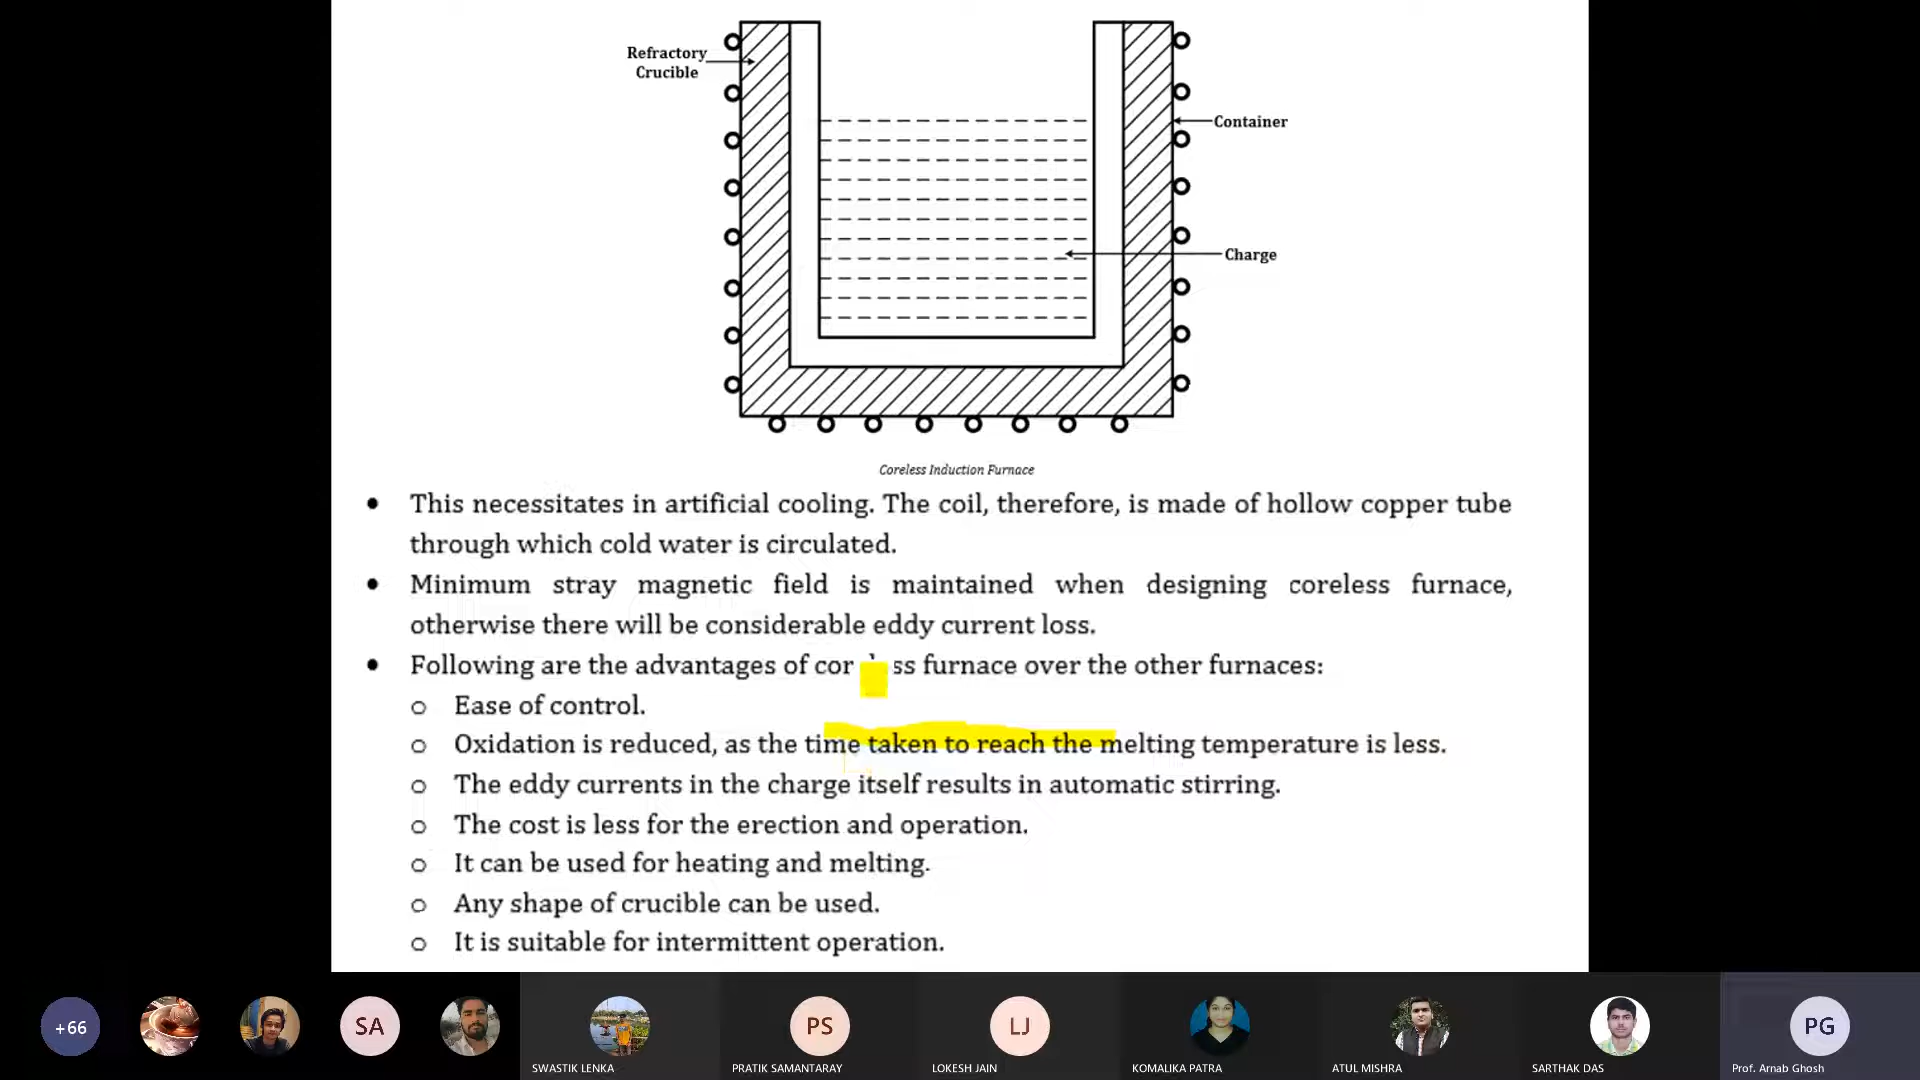 Refractory
Crucible
Container
Charge
Coreless Induction Furnace
• This necessitates in artificial cooling. The coil, therefore, is made of hollow copper tube
through which cold water is circulated.
• Minimum stray magnetic field is maintained when designing coreless furnace,
otherwise there will be considerable eddy current loss.
• Following are the advantages of cor ss furnace over the other furnaces:
o Ease of control.
o Oxidation is reduced, as the time taken to reach the melting temperature is less.
o The eddy currents in the charge itself results in automatic stirring.
o The cost is less for the erection and operation.
o It can be used for heating and melting.
o Any shape of crucible can be used.
o It is suitable for intermittent operation.
+66
SA
PS
LJ
PG
SWASTIK LENKA
PRATIK SAMANTARAY
LOKESH JAIN
KOMALIKA PATRA
ATUL MISHRA
SARTHAK DAS
Prof. Arnab Ghosh